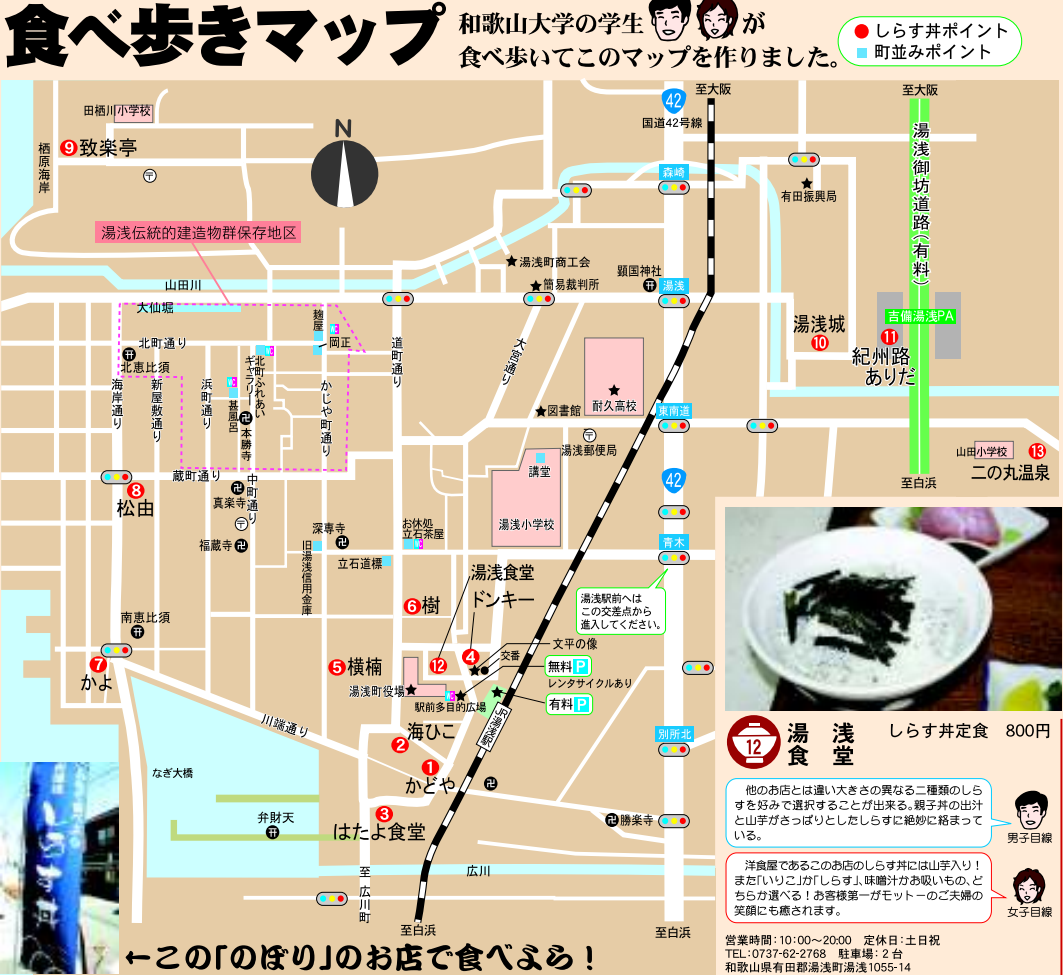 食べ歩きマップ
和歌山大学の学生が
食べ歩いてこのマップを作りました。
しらす丼ポイント
町並みポイント
田栖川小学校
栖原海岸
9 致楽亭
N
湯浅伝統的建造物群保存地区
山田川
大仙堀
42
国道42号線
至大阪
森崎
有田振興局
至大阪
湯浅御坊道路(有料)
湯浅町商工会
簡易裁判所
顕国神社
湯浅
湯浅城
10
吉備湯浅PA
11
紀州路
ありだ
麹屋
岡正
北町通り
北恵比須
海岸通り
新屋敷通り
浜町通り
甚風呂
北町ふれあい
ギャラリー
本勝寺
かじや町通り
道町通り
大宮通り
耐久高校
図書館
東南道
湯浅郵便局
講堂
湯浅小学校
山田小学校
13
二の丸温泉
至白浜
蔵町通り
中町通り
8
松由
真楽寺
福蔵寺
深専寺
旧湯浅信用金庫
お休処
立石茶屋
立石道標
42
青木
湯浅駅前へは
この交差点から
進入してください。
湯浅食堂
ドンキー
6 樹
南恵比須
7
かよ
5 横楠
12
4
文平の像
交番
無料 P
レンタサイクルあり
有料 P
湯浅町役場
駅前多目的広場
JR湯浅駅
川端通り
海ひこ
2
1
かどや
別所北
なぎ大橋
弁財天
3
はたよ食堂
勝楽寺
至広川町
広川
至白浜
至白浜
←この「のぼり」のお店で食べよら!
12
湯浅
食堂
しらす丼定食 800円
他のお店とは違い大きさの異なる二種類のしら
すを好みで選択することが出来る。親子丼の出汁
と山芋がさっぱりとしたしらすに絶妙に絡まって
いる。
男子目線
洋食屋であるこのお店のしらす丼には山芋入り!
また「いりこ」か「しらす」、味噌汁かお吸いもの、ど
ちらか選べる!お客様第一がモットーのご夫婦の
笑顔にも癒されます。
女子目線
営業時間:10:00〜20:00 定休日:土日祝
TEL:0737-62-2768 駐車場:2台
和歌山県有田郡湯浅町湯浅1055-14